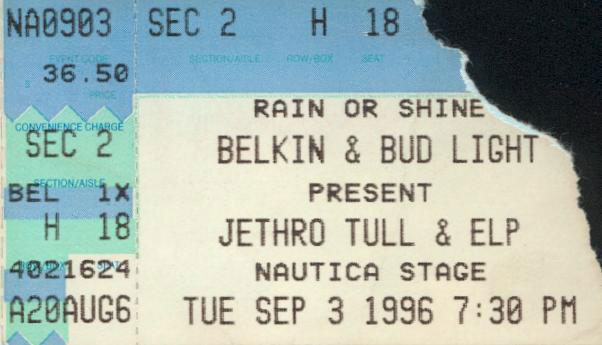 NA0903 SEC 2 H 18
EVENT CODE SECTION/AISLE ROW/BOX SEAT
$ 36.50
PRICE
RAIN OR SHINE
CONVENIENCE CHARGE
SEC 2 BELKIN & BUD LIGHT
SECTION/AISLE
BEL 1X PRESENT
H 18 JETHRO TULL & ELP
4021624 NAUTICA STAGE
A20AUG6 TUE SEP 3 1996 7:30 PM